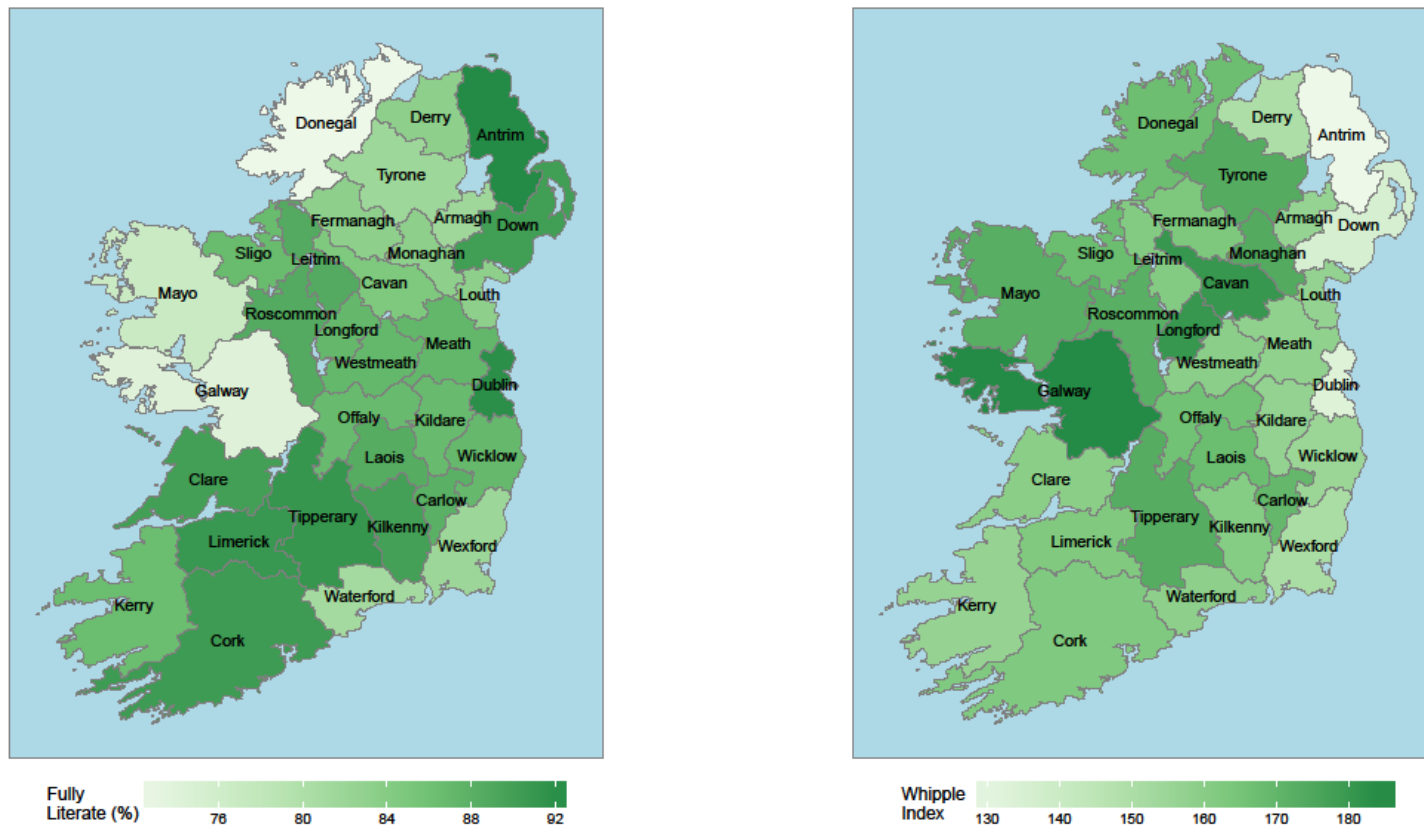 Donegal
Derry
Antrim
Tyrone
Fermanagh
Armagh
Down
Sligo
Leitrim
Monaghan
Cavan
Louth
Mayo
Roscommon
Longford
Meath
Westmeath
Galway
Dublin
Offaly
Kildare
Laois
Wicklow
Clare
Carlow
Tipperary
Kilkenny
Limerick
Wexford
Waterford
Kerry
Cork
Fully
Literate (%)
76 80 84 88 92
Donegal
Derry
Antrim
Tyrone
Fermanagh
Armagh
Down
Sligo
Leitrim
Monaghan
Cavan
Louth
Mayo
Roscommon
Longford
Meath
Westmeath
Galway
Dublin
Offaly
Kildare
Laois
Wicklow
Clare
Carlow
Tipperary
Kilkenny
Limerick
Wexford
Waterford
Kerry
Cork
Whipple
Index
130 140 150 160 170 180